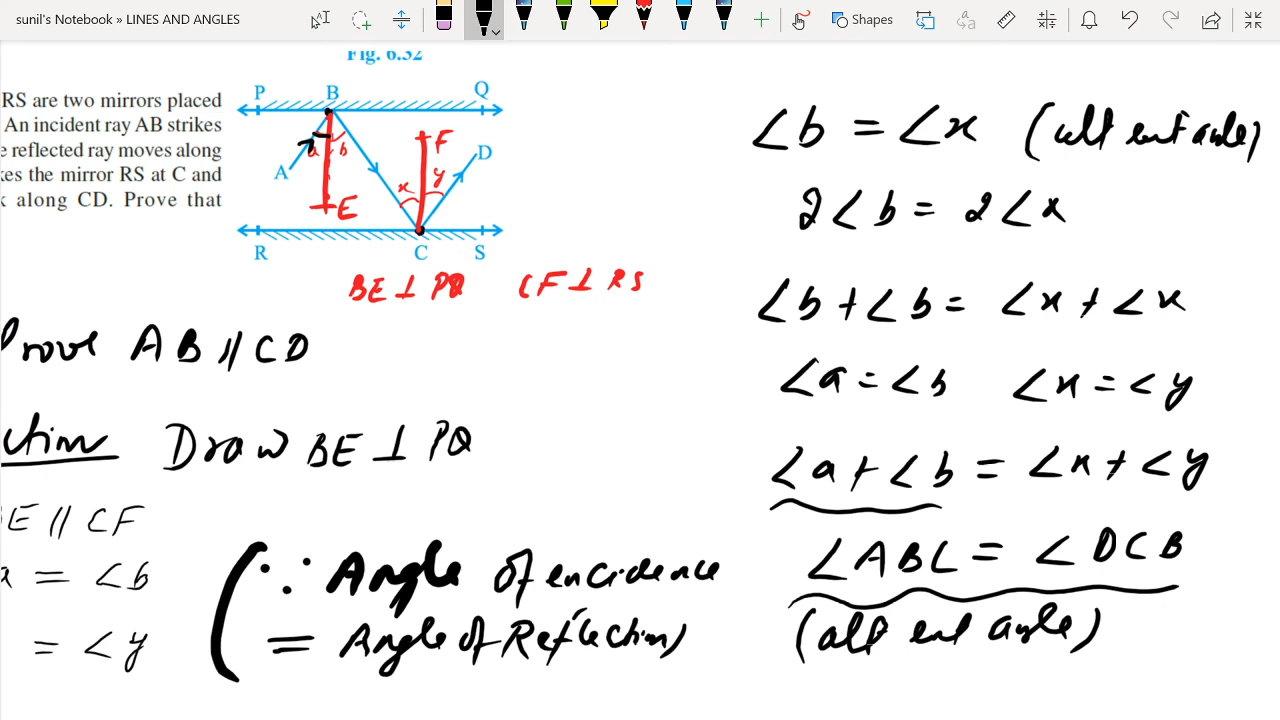 sunil's Notebook » LINES AND ANGLES
Shapes
Fig. 6.32
RS are two mirrors placed
An incident ray AB strikes
e reflected ray moves along
kes the mirror RS at C and
k along CD. Prove that
P B Q
a b F
A x y D
E
R C S
BE ⊥ PQ CF ⊥ RS
Prove AB // CD
ction Draw BE ⊥ PQ
BE // CF
a = ∠b
= ∠y
(∵ Angle of encidence
= Angle of Reflection)
∠b = ∠x (alt ent angle)
2∠b = 2∠x
∠b + ∠b = ∠x + ∠x
∠a = ∠b ∠x = ∠y
∠a + ∠b = ∠x + ∠y
∠ABC = ∠DCB
(alt ent angle)